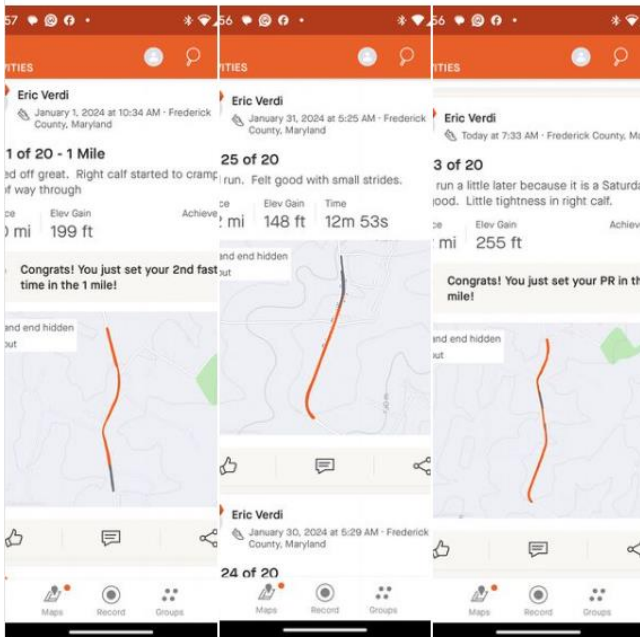 :57
ITIES
Eric Verdi
January 1, 2024 at 10:34 AM · Frederick
County, Maryland
1 of 20 - 1 Mile
ed off great. Right calf started to cramp
of way through
ce Elev Gain Achieve
0 mi 199 ft
Congrats! You just set your 2nd fast
time in the 1 mile!
and end hidden
out
Maps Record Groups
:56
ITIES
Eric Verdi
January 31, 2024 at 5:25 AM · Frederick
County, Maryland
25 of 20
run. Felt good with small strides.
ce Elev Gain Time
2 mi 148 ft 12m 53s
and end hidden
out
Eric Verdi
January 30, 2024 at 5:29 AM · Frederick
County, Maryland
24 of 20
Maps Record Groups
:56
ITIES
Eric Verdi
Today at 7:33 AM · Frederick County, Ma
3 of 20
run a little later because it is a Saturda
good. Little tightness in right calf.
ce Elev Gain Achiev
mi 255 ft
Congrats! You just set your PR in th
mile!
and end hidden
out
Maps Record Groups